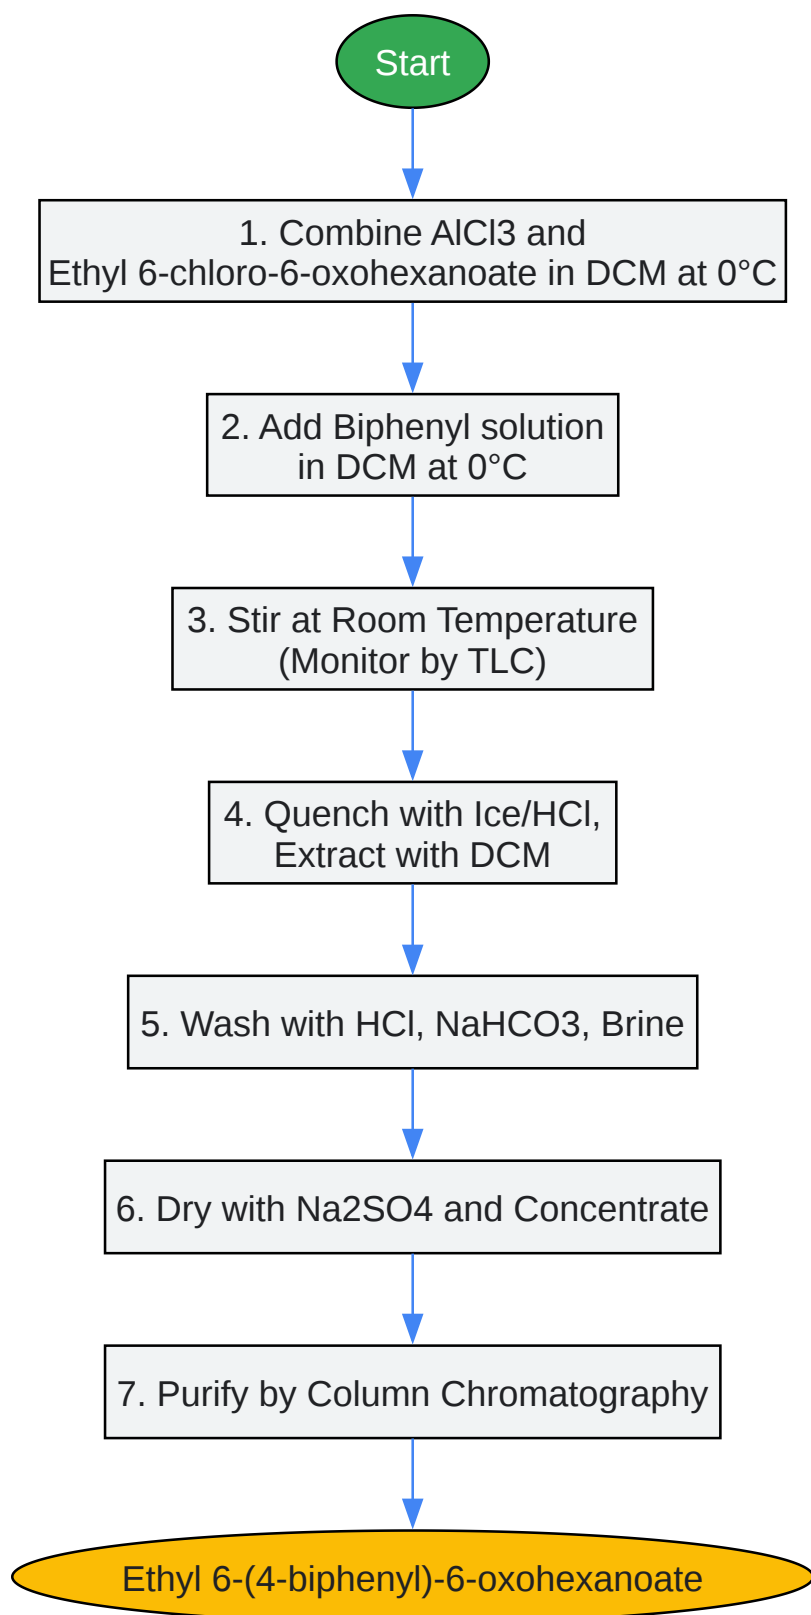 Start
1. Combine AlCl3 and
Ethyl 6-chloro-6-oxohexanoate in DCM at 0°C
2. Add Biphenyl solution
in DCM at 0°C
3. Stir at Room Temperature
(Monitor by TLC)
4. Quench with Ice/HCl,
Extract with DCM
5. Wash with HCl, NaHCO3, Brine
6. Dry with Na2SO4 and Concentrate
7. Purify by Column Chromatography
Ethyl 6-(4-biphenyl)-6-oxohexanoate